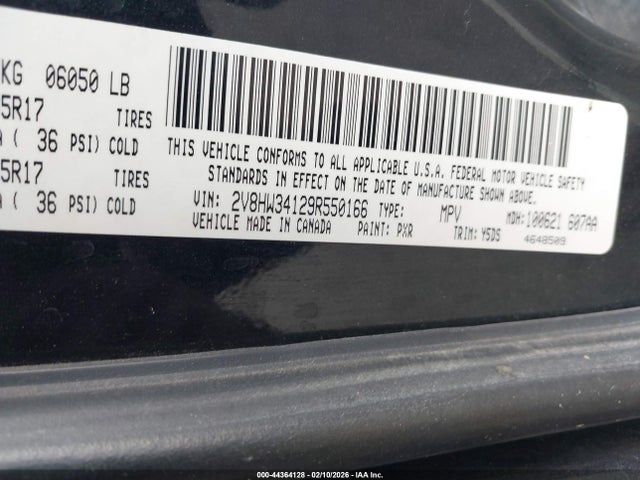 KG 06050 LB
5R17 TIRES
( 36 PSI) COLD
5R17 TIRES
( 36 PSI) COLD
THIS VEHICLE CONFORMS TO ALL APPLICABLE U.S.A. FEDERAL MOTOR VEHICLE SAFETY
STANDARDS IN EFFECT ON THE DATE OF MANUFACTURE SHOWN ABOVE.
VIN: 2V8HW34129R550166 TYPE: MPV MDH:100621 607AA
VEHICLE MADE IN CANADA PAINT: PXR TRIM: Y5DS 4648509
000-44364128 - 02/10/2026 - IAA Inc.